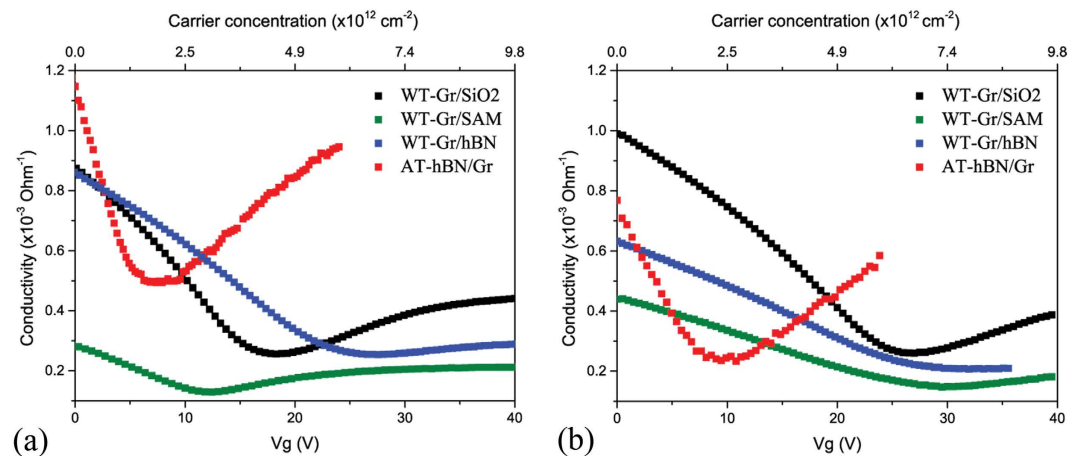 Carrier concentration (x10¹² cm⁻²)
0.0 2.5 4.9 7.4 9.8
1.2
1.0
0.8
0.6
0.4
0.2
Conductivity (x10⁻³ Ohm⁻¹)
WT-Gr/SiO2
WT-Gr/SAM
WT-Gr/hBN
AT-hBN/Gr
0 10 20 30 40
Vg (V)
(a)
Carrier concentration (x10¹² cm⁻²)
0.0 2.5 4.9 7.4 9.8
1.2
1.0
0.8
0.6
0.4
0.2
Conductivity (x10⁻³ Ohm⁻¹)
WT-Gr/SiO2
WT-Gr/SAM
WT-Gr/hBN
AT-hBN/Gr
0 10 20 30 40
Vg (V)
(b)